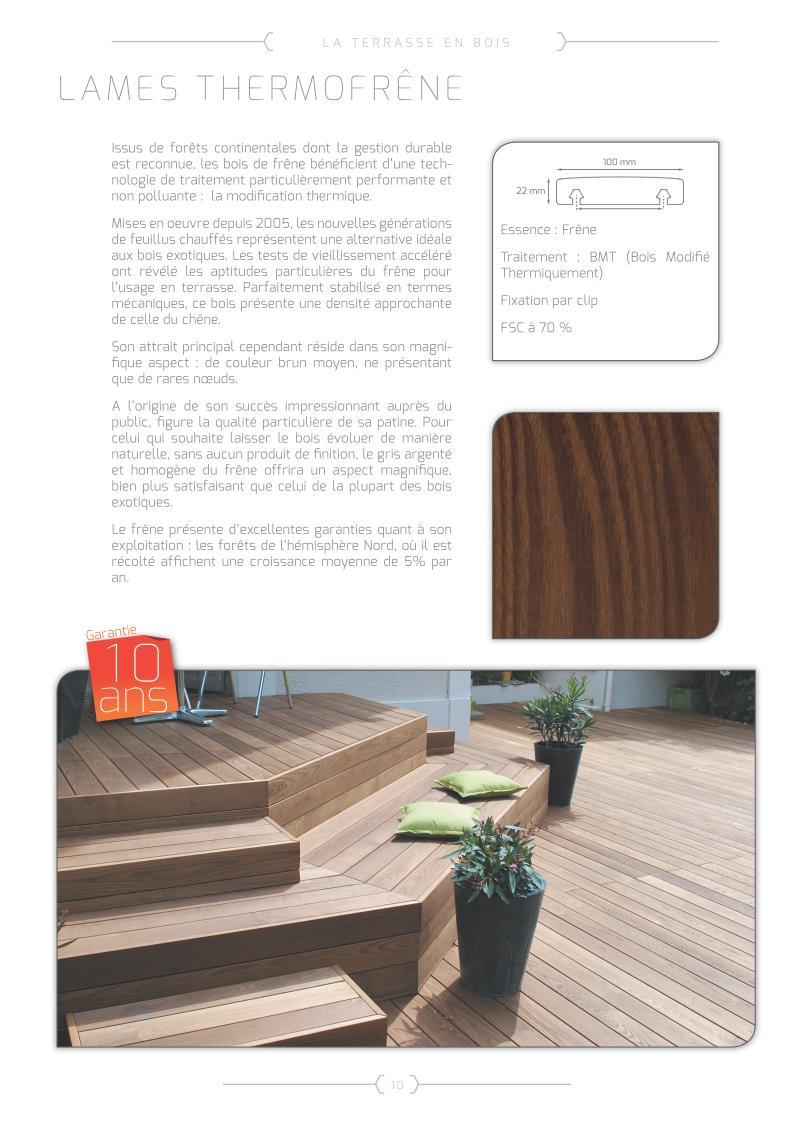 LA TERRASSE EN BOIS
LAMES THERMOFRÊNE
Issus de forêts continentales dont la gestion durable
est reconnue, les bois de frêne bénéficient d'une tech-
nologie de traitement particulièrement performante et
non polluante : la modification thermique.
Mises en oeuvre depuis 2005, les nouvelles générations
de feuillus chauffés représentent une alternative idéale
aux bois exotiques. Les tests de vieillissement accéléré
ont révélé les aptitudes particulières du frêne pour
l'usage en terrasse. Parfaitement stabilisé en termes
mécaniques, ce bois présente une densité approchante
de celle du chêne.
Son attrait principal cependant réside dans son magni-
fique aspect : de couleur brun moyen, ne présentant
que de rares nœuds.
A l'origine de son succès impressionnant auprès du
public, figure la qualité particulière de sa patine. Pour
celui qui souhaite laisser le bois évoluer de manière
naturelle, sans aucun produit de finition, le gris argenté
et homogène du frêne offrira un aspect magnifique,
bien plus satisfaisant que celui de la plupart des bois
exotiques.
Le frêne présente d'excellentes garanties quant à son
exploitation : les forêts de l'hémisphère Nord, où il est
récolté affichent une croissance moyenne de 5% par
an.
100 mm
22 mm
Essence : Frêne
Traitement : BMT (Bois Modifié
Thermiquement)
Fixation par clip
FSC à 70 %
Garantie
10
ans
10